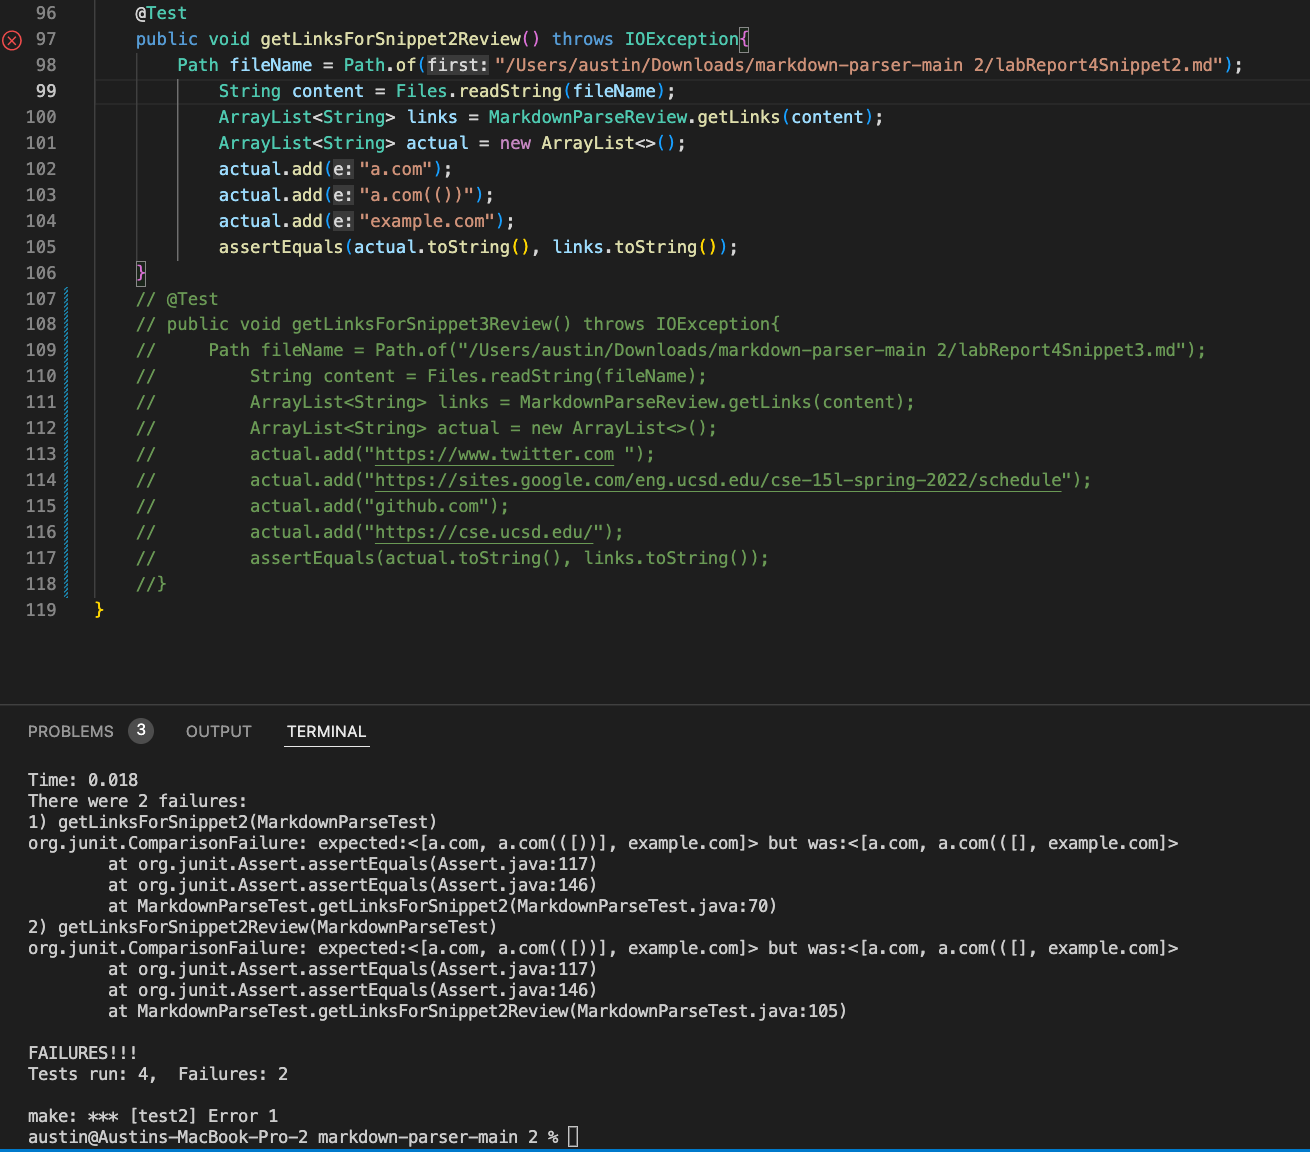 96 @Test
97 public void getLinksForSnippet2Review() throws IOException{
98 Path fileName = Path.of(first: "/Users/austin/Downloads/markdown-parser-main 2/labReport4Snippet2.md");
99 String content = Files.readString(fileName);
100 ArrayList<String> links = MarkdownParseReview.getLinks(content);
101 ArrayList<String> actual = new ArrayList<>();
102 actual.add(e: "a.com");
103 actual.add(e: "a.com(())");
104 actual.add(e: "example.com");
105 assertEquals(actual.toString(), links.toString());
106 }
107 // @Test
108 // public void getLinksForSnippet3Review() throws IOException{
109 // Path fileName = Path.of("/Users/austin/Downloads/markdown-parser-main 2/labReport4Snippet3.md");
110 // String content = Files.readString(fileName);
111 // ArrayList<String> links = MarkdownParseReview.getLinks(content);
112 // ArrayList<String> actual = new ArrayList<>();
113 // actual.add("https://www.twitter.com ");
114 // actual.add("https://sites.google.com/eng.ucsd.edu/cse-15l-spring-2022/schedule");
115 // actual.add("github.com");
116 // actual.add("https://cse.ucsd.edu/");
117 // assertEquals(actual.toString(), links.toString());
118 //}
119 }
PROBLEMS 3 OUTPUT TERMINAL
Time: 0.018
There were 2 failures:
1) getLinksForSnippet2(MarkdownParseTest)
org.junit.ComparisonFailure: expected:<[a.com, a.com(([))], example.com]> but was:<[a.com, a.com(([], example.com]>
at org.junit.Assert.assertEquals(Assert.java:117)
at org.junit.Assert.assertEquals(Assert.java:146)
at MarkdownParseTest.getLinksForSnippet2(MarkdownParseTest.java:70)
2) getLinksForSnippet2Review(MarkdownParseTest)
org.junit.ComparisonFailure: expected:<[a.com, a.com(([))], example.com]> but was:<[a.com, a.com(([], example.com]>
at org.junit.Assert.assertEquals(Assert.java:117)
at org.junit.Assert.assertEquals(Assert.java:146)
at MarkdownParseTest.getLinksForSnippet2Review(MarkdownParseTest.java:105)
FAILURES!!!
Tests run: 4,  Failures: 2
make: *** [test2] Error 1
austin@Austins-MacBook-Pro-2 markdown-parser-main 2 %